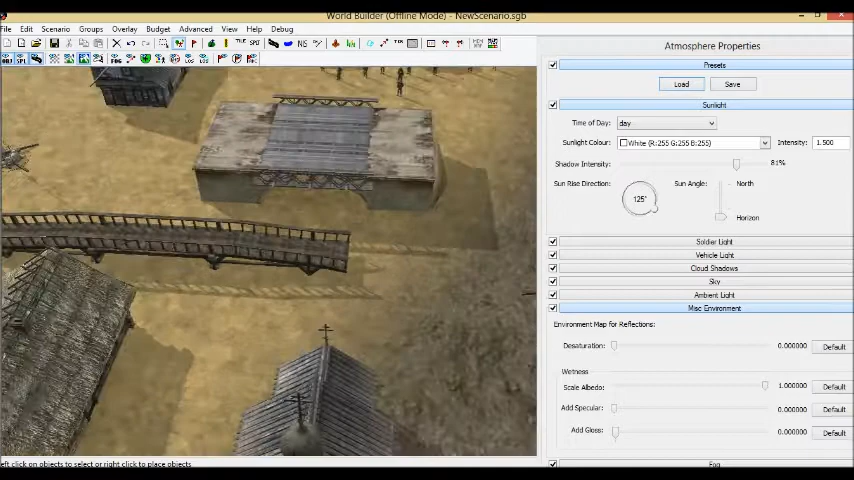 World Builder (Offline Mode) - NewScenario.sgb
File Edit Scenario Groups Overlay Budget Advanced View Help Debug
Atmosphere Properties
Presets
Load Save
Sunlight
Time of Day: day
Sunlight Colour: White (R:255 G:255 B:255) Intensity: 1.500
Shadow Intensity: 81%
Sun Rise Direction: 125° Sun Angle: North
Horizon
Soldier Light
Vehicle Light
Cloud Shadows
Sky
Ambient Light
Misc Environment
Environment Map for Reflections:
Desaturation: 0.000000 Default
Wetness
Scale Albedo: 1.000000 Default
Add Specular: 0.000000 Default
Add Gloss: 0.000000 Default
Fog
eft click on objects to select or right click to place objects